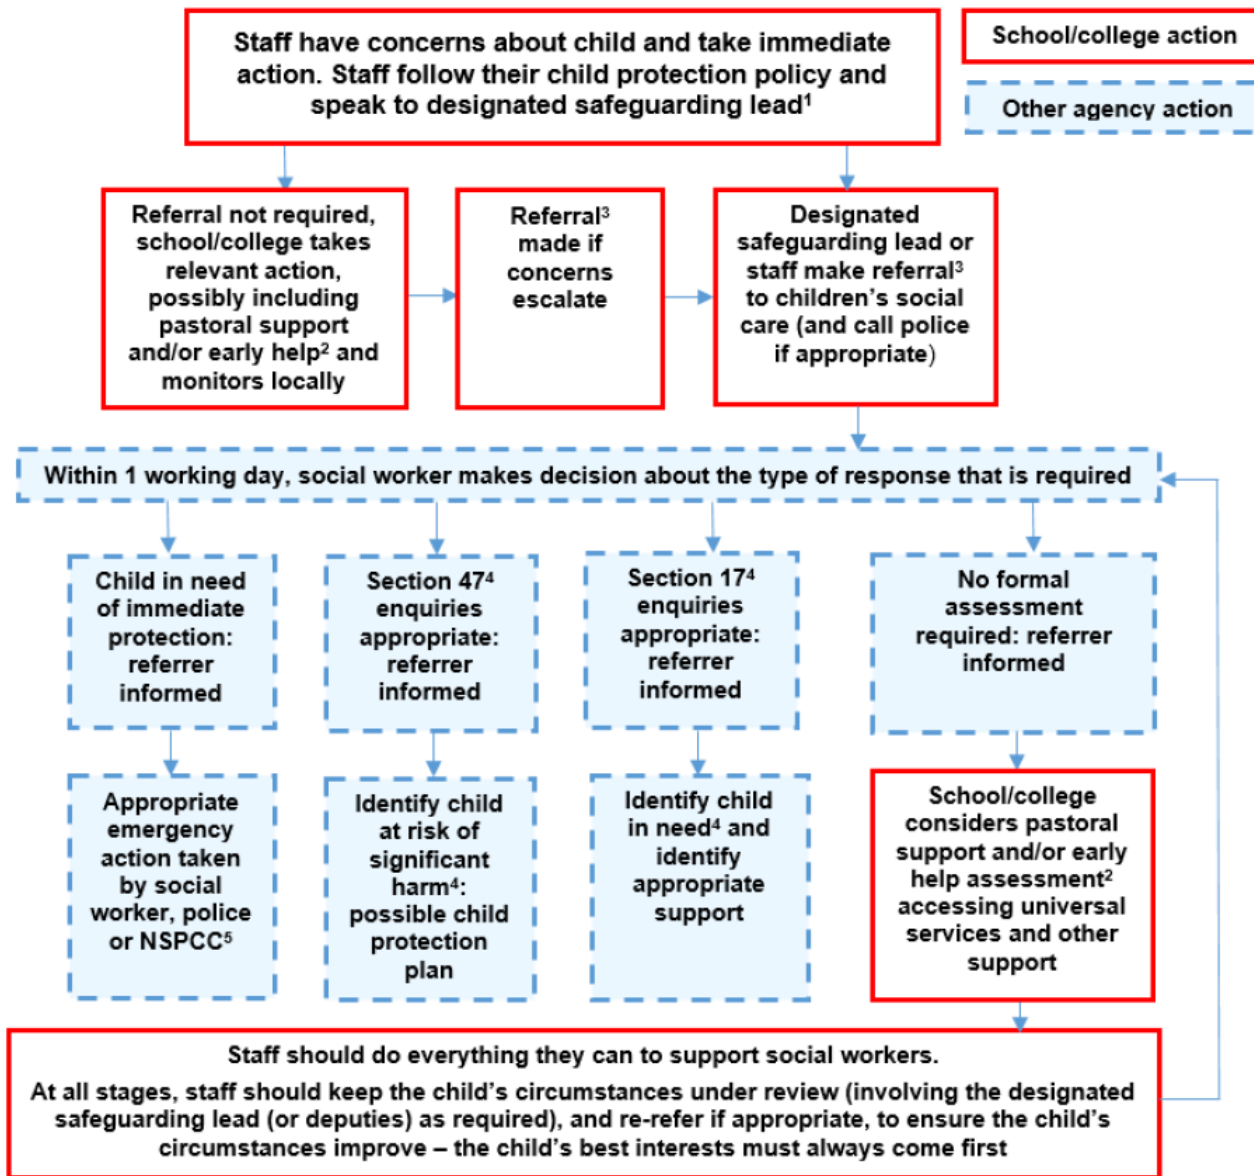 Staff have concerns about child and take immediate
action. Staff follow their child protection policy and
speak to designated safeguarding lead¹
School/college action
Other agency action
Referral not required,
school/college takes
relevant action,
possibly including
pastoral support
and/or early help² and
monitors locally
Referral³
made if
concerns
escalate
Designated
safeguarding lead or
staff make referral³
to children’s social
care (and call police
if appropriate)
Within 1 working day, social worker makes decision about the type of response that is required
Child in need
of immediate
protection:
referrer
informed
Section 47⁴
enquiries
appropriate:
referrer
informed
Section 17⁴
enquiries
appropriate:
referrer
informed
No formal
assessment
required: referrer
informed
Appropriate
emergency
action taken
by social
worker, police
or NSPCC⁵
Identify child
at risk of
significant
harm⁴:
possible child
protection
plan
Identify child
in need⁴ and
identify
appropriate
support
School/college
considers pastoral
support and/or early
help assessment²
accessing universal
services and other
support
Staff should do everything they can to support social workers.
At all stages, staff should keep the child’s circumstances under review (involving the designated
safeguarding lead (or deputies) as required), and re-refer if appropriate, to ensure the child’s
circumstances improve – the child’s best interests must always come first